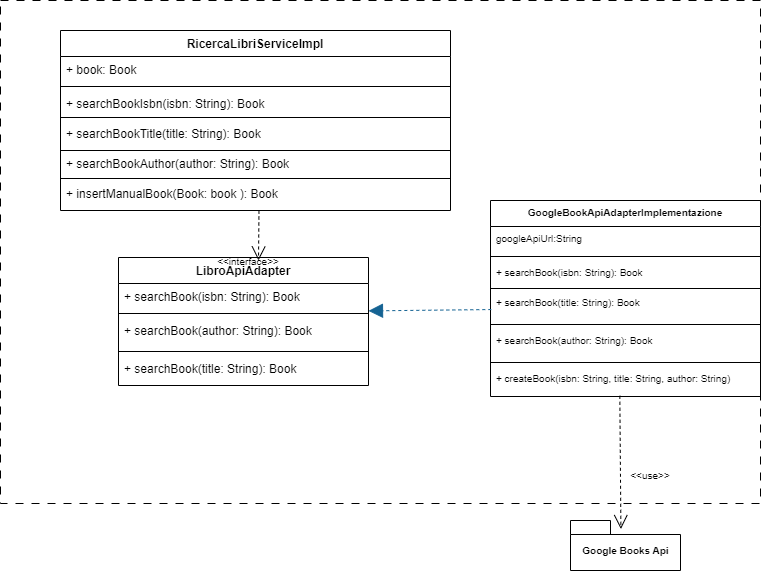 RicercaLibriServiceImpl
+ book: Book
+ searchBookIsbn(isbn: String): Book
+ searchBookTitle(title: String): Book
+ searchBookAuthor(author: String): Book
+ insertManualBook(Book: book ): Book
<<interface>>
LibroApiAdapter
+ searchBook(isbn: String): Book
+ searchBook(author: String): Book
+ searchBook(title: String): Book
GoogleBookApiAdapterImplementazione
googleApiUrl:String
+ searchBook(isbn: String): Book
+ searchBook(title: String): Book
+ searchBook(author: String): Book
+ createBook(isbn: String, title: String, author: String)
<<use>>
Google Books Api